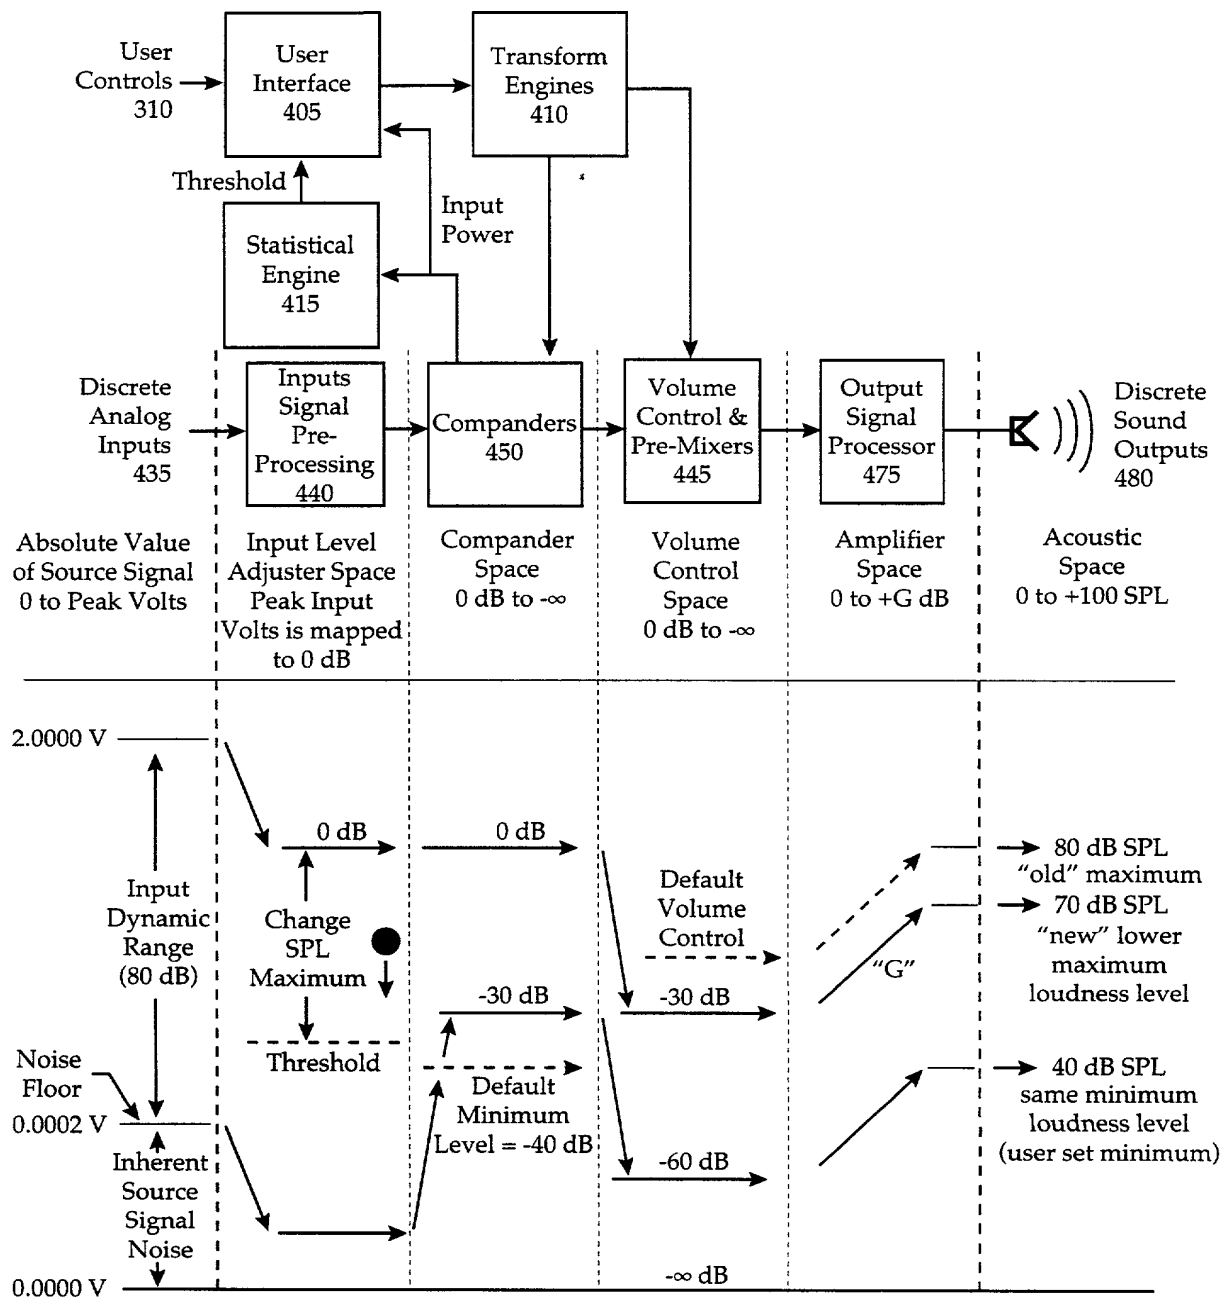 User
Controls
310
User
Interface
405
Transform
Engines
410
Threshold
Input
Power
Statistical
Engine
415
Discrete
Analog
Inputs
435
Inputs
Signal
Pre-
Processing
440
Companders
450
Volume
Control &
Pre-Mixers
445
Output
Signal
Processor
475
Discrete
Sound
Outputs
480
Absolute Value
of Source Signal
0 to Peak Volts
Input Level
Adjuster Space
Peak Input
Volts is mapped
to 0 dB
Compander
Space
0 dB to -∞
Volume
Control
Space
0 dB to -∞
Amplifier
Space
0 to +G dB
Acoustic
Space
0 to +100 SPL
2.0000 V
Input
Dynamic
Range
(80 dB)
Noise
Floor
0.0002 V
Inherent
Source
Signal
Noise
0.0000 V
0 dB
Change
SPL
Maximum
Threshold
0 dB
-30 dB
Default
Minimum
Level = -40 dB
Default
Volume
Control
-30 dB
-60 dB
-∞ dB
"G"
80 dB SPL
"old" maximum
70 dB SPL
"new" lower
maximum
loudness level
40 dB SPL
same minimum
loudness level
(user set minimum)